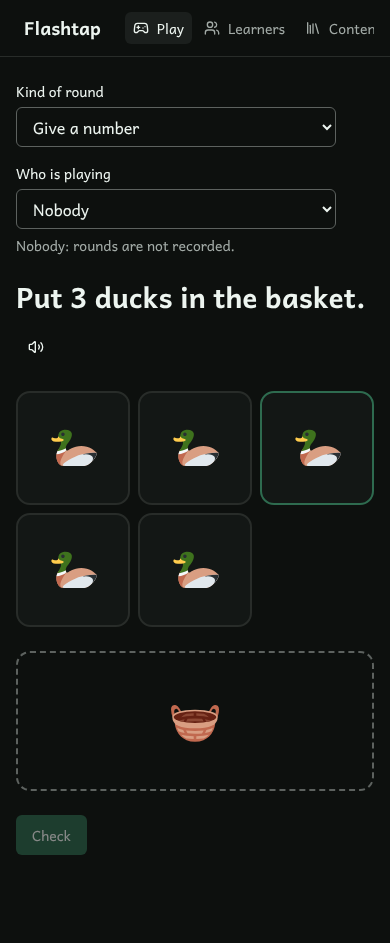 Flashtap Play Learners
Kind of round
Give a number
Who is playing
Nobody
Nobody: rounds are not recorded.
Put 3 ducks in the basket.
Check